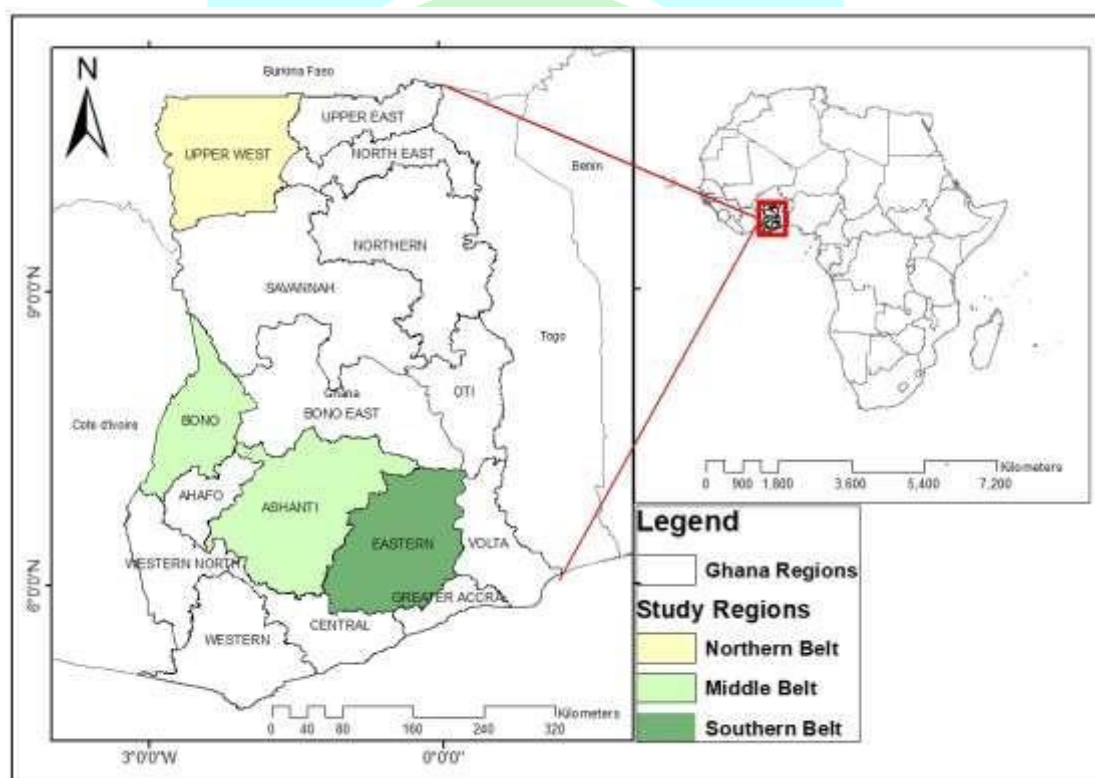 N
Burkina Faso
UPPER EAST
UPPER WEST
NORTH EAST
Benin
NORTHERN
SAVNNAH
9°0'0"N
Togo
OTI
Ghana
BONO EAST
BONO
Cote d'Ivoire
AHAFO
ASHANTI
EASTERN
VOLTA
WESTERN NORTH
6°0'0"N
GREATER ACCRA
CENTRAL
WESTERN
Kilometers
0 40 80 160 240 320
3°0'0"W
0°0'0"
Kilometers
0 900 1,800 3,600 5,400 7,200
Legend
Ghana Regions
Study Regions
Northern Belt
Middle Belt
Southern Belt